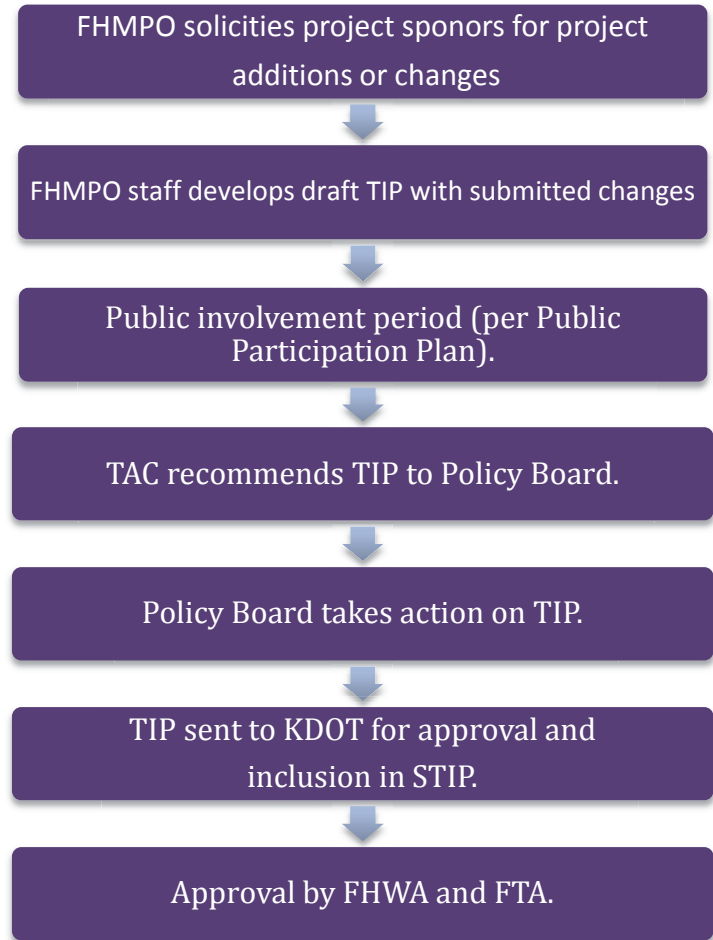 FHMPO solicities project sponsors for project
additions or changes
FHMPO staff develops draft TIP with submitted changes
Public involvement period (per Public
Participation Plan).
TAC recommends TIP to Policy Board.
Policy Board takes action on TIP.
TIP sent to KDOT for approval and
inclusion in STIP.
Approval by FHWA and FTA.